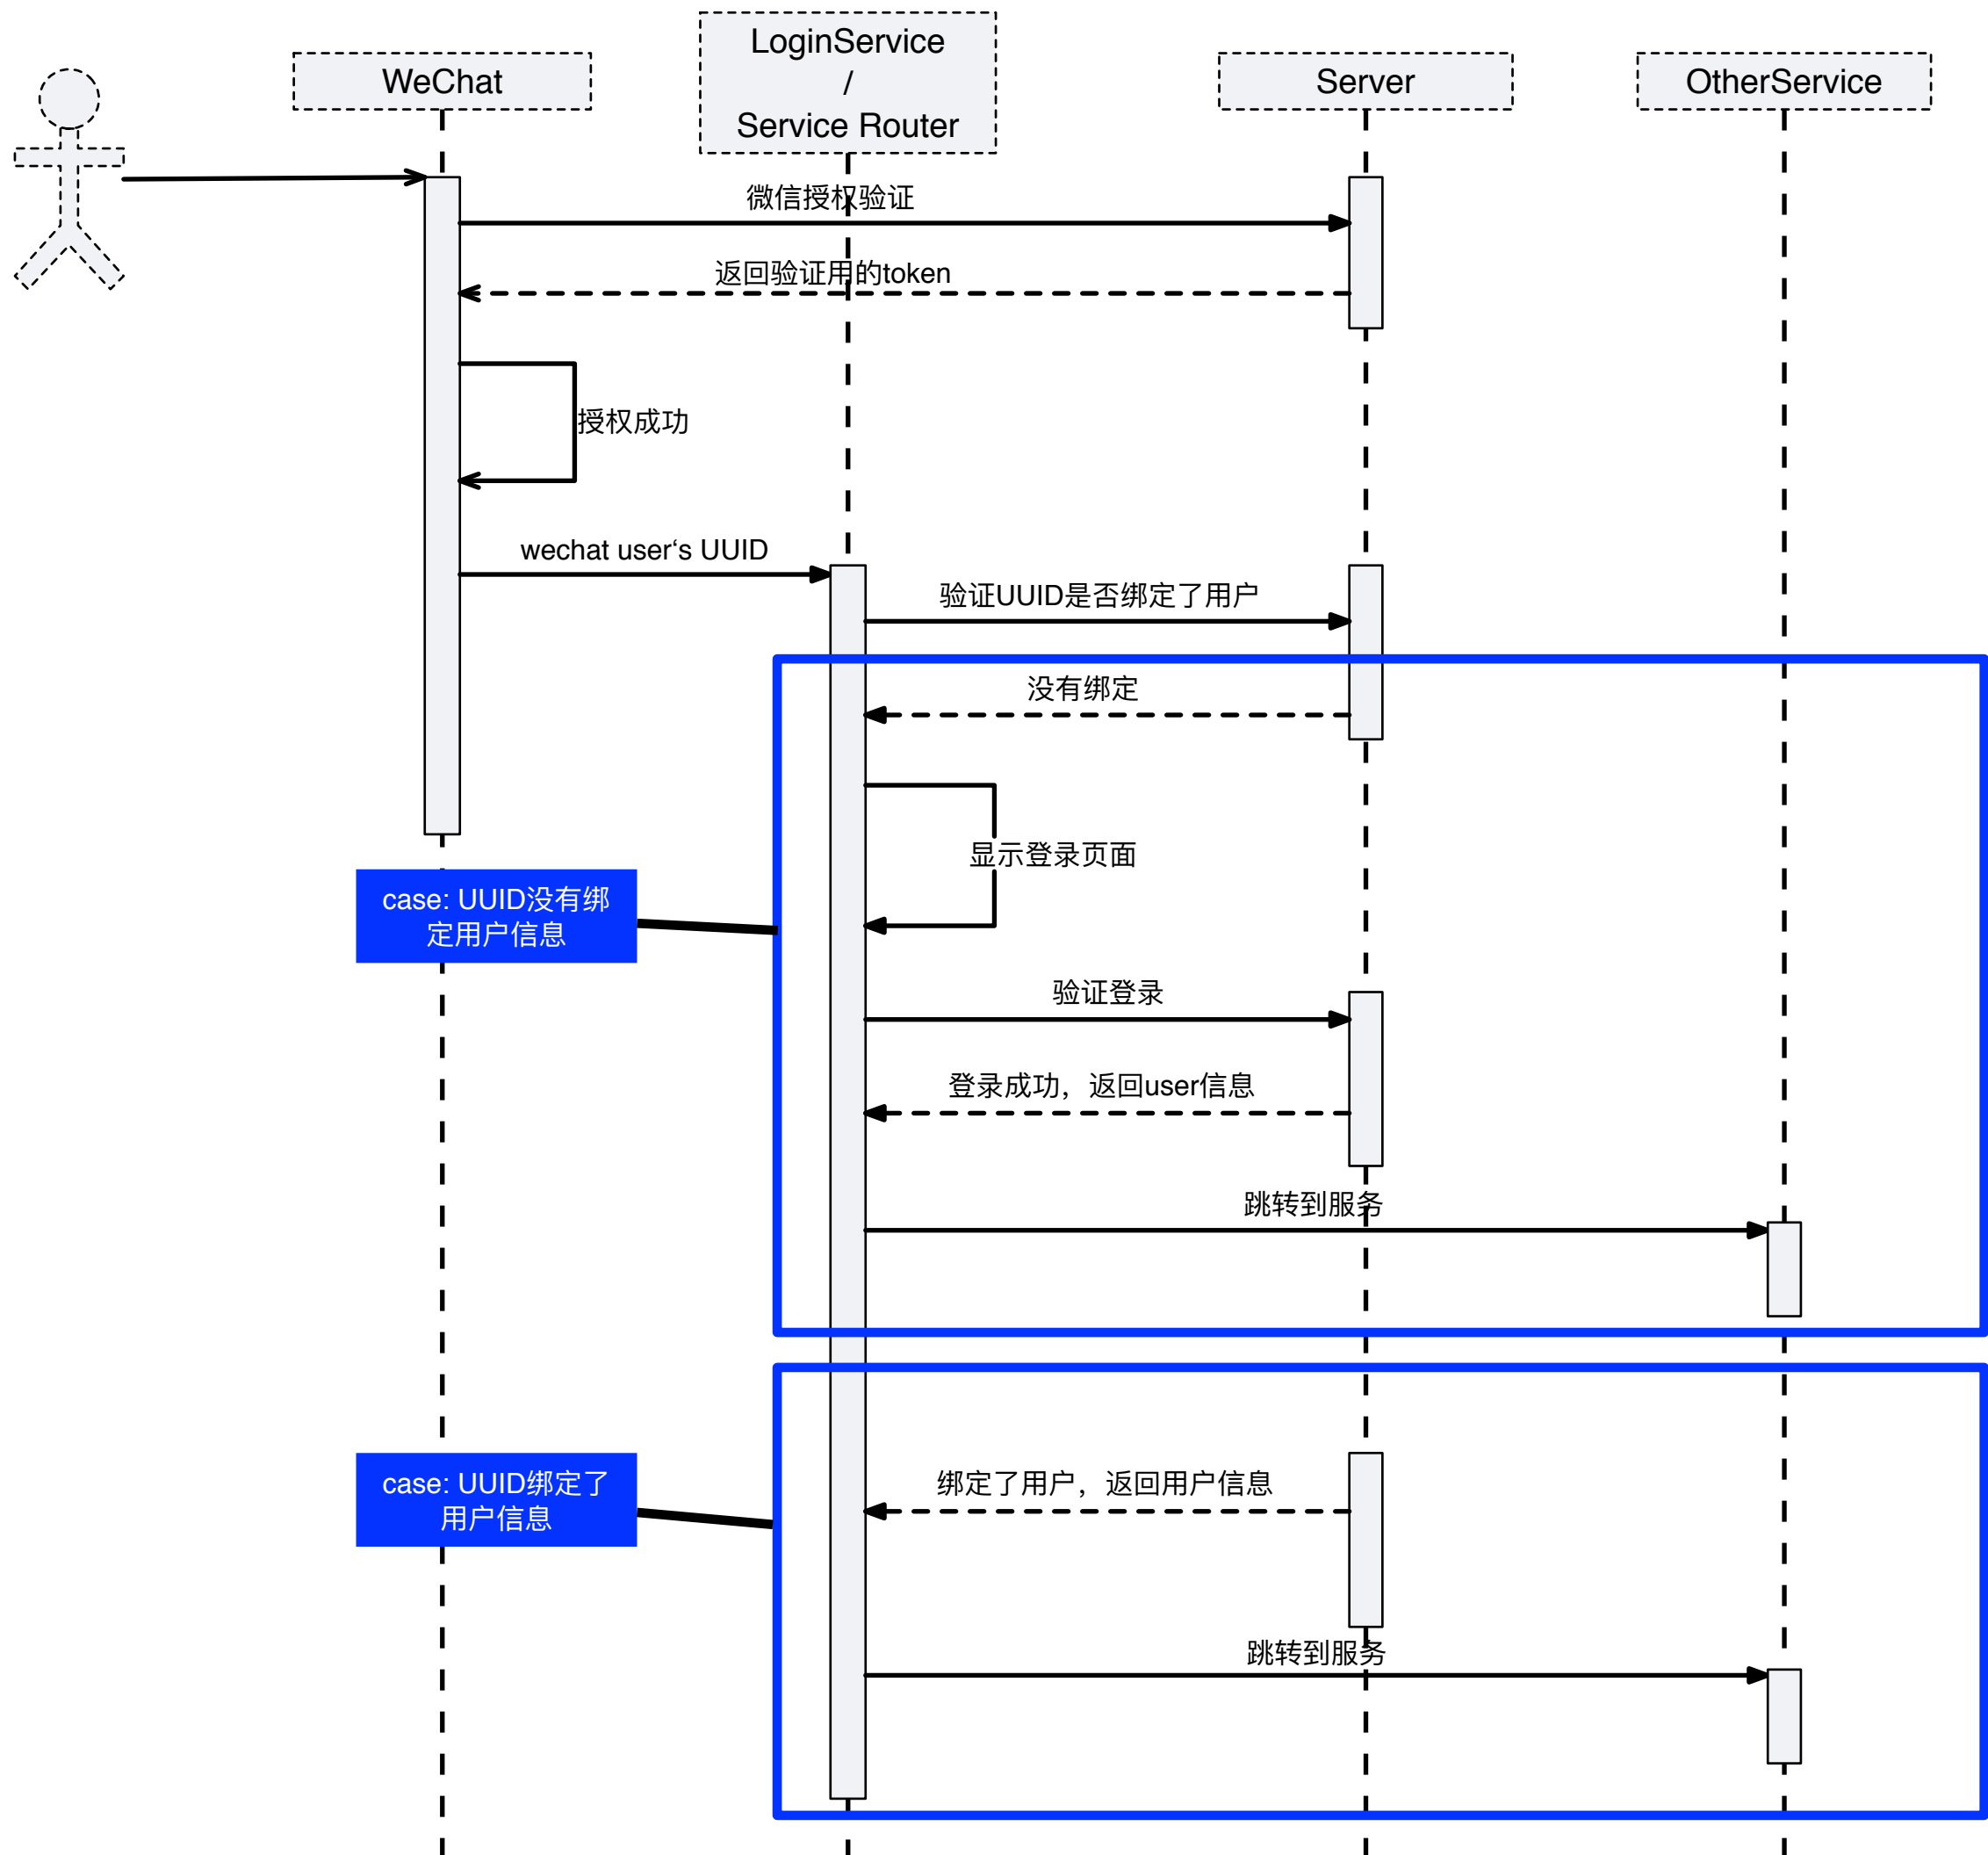 WeChat
LoginService
/
Service Router
Server
OtherService
微信授权验证
返回验证用的token
授权成功
wechat user‘s UUID
验证UUID是否绑定了用户
没有绑定
显示登录页面
case: UUID没有绑
定用户信息
验证登录
登录成功，返回user信息
跳转到服务
case: UUID绑定了
用户信息
绑定了用户，返回用户信息
跳转到服务